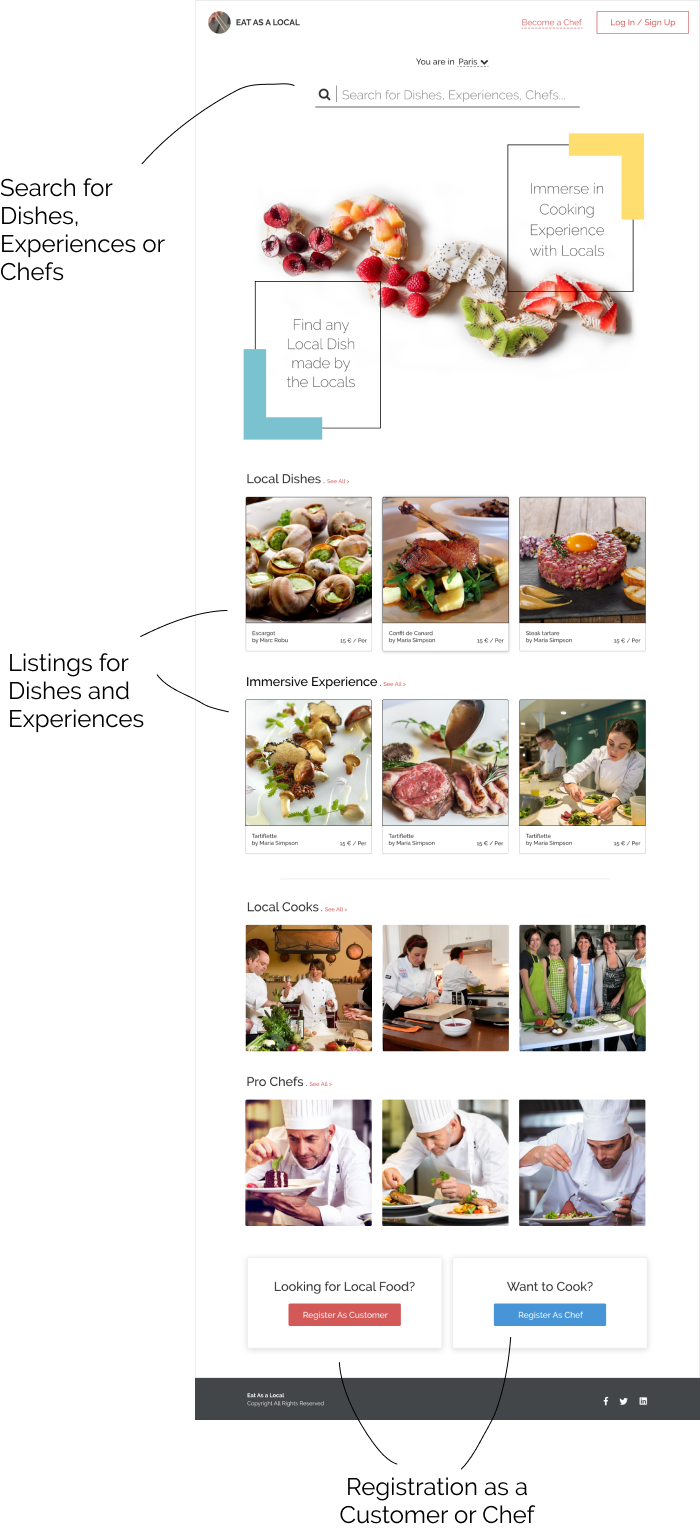 EAT AS A LOCAL
Become a Chef
Log In / Sign Up
You are in Paris
Search for Dishes, Experiences, Chefs...
Search for
Dishes,
Experiences or
Chefs
Immerse in
Cooking
Experience
with Locals
Find any
Local Dish
made by
the Locals
Local Dishes . See All >
Escargot
by Marc Robu
15 € / Per
Confit de Canard
by Maria Simpson
15 € / Per
Steak tartare
by Maria Simpson
15 € / Per
Listings for
Dishes and
Experiences
Immersive Experience . See All >
Tartiflette
by Maria Simpson
15 € / Per
Tartiflette
by Maria Simpson
15 € / Per
Tartiflette
by Maria Simpson
15 € / Per
Local Cooks . See All >
Pro Chefs . See All >
Looking for Local Food?
Register As Customer
Want to Cook?
Register As Chef
Eat As a Local
Copyright All Rights Reserved
Registration as a
Customer or Chef